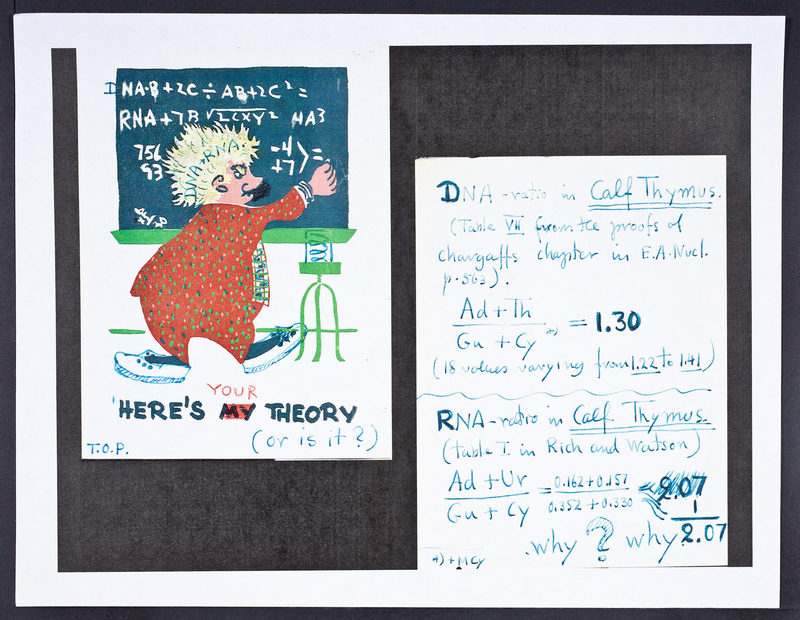 DNA·B+2C÷AB+2C²=
RNA+7B√2CXY² HA³
756
93
-4
+7
>=
DNA→RNA
YOUR
'HERE'S MY THEORY
(or is it?)
T.O.P.
DNA-ratio in Calf Thymus.
(Table VII from the proofs of
chargaffs chapter in E.A. Nucl.
p. 563).
Ad + Th
Gu + Cy *)
= 1.30
(18 values varying from 1.22 to 1.41)
RNA-ratio in Calf Thymus.
(table I. in Rich and Watson)
Ad + Ur
Gu + Cy
= 0.162+0.157
0.352+0.330
1
2.07
why ? why
*) + MCy